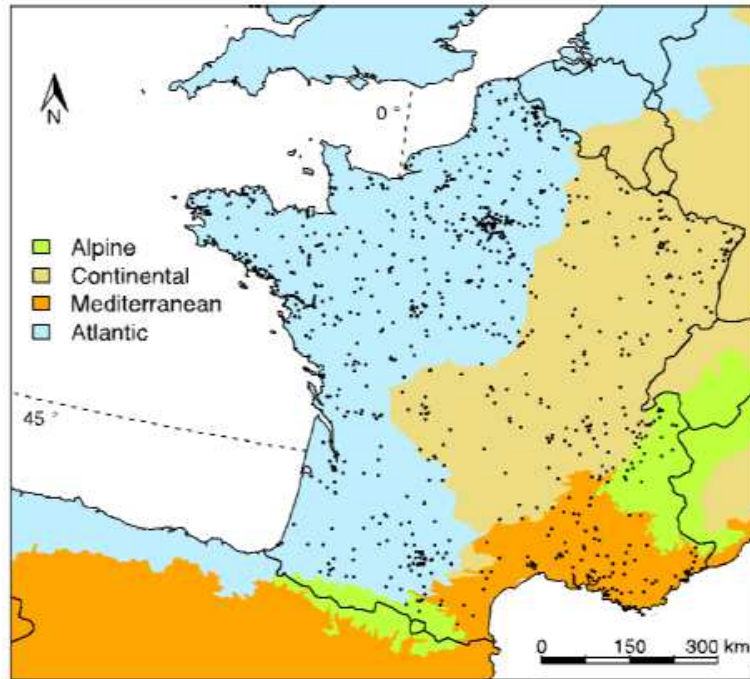 N
0 °
Alpine
Continental
Mediterranean
Atlantic
45 °
0 150 300 km